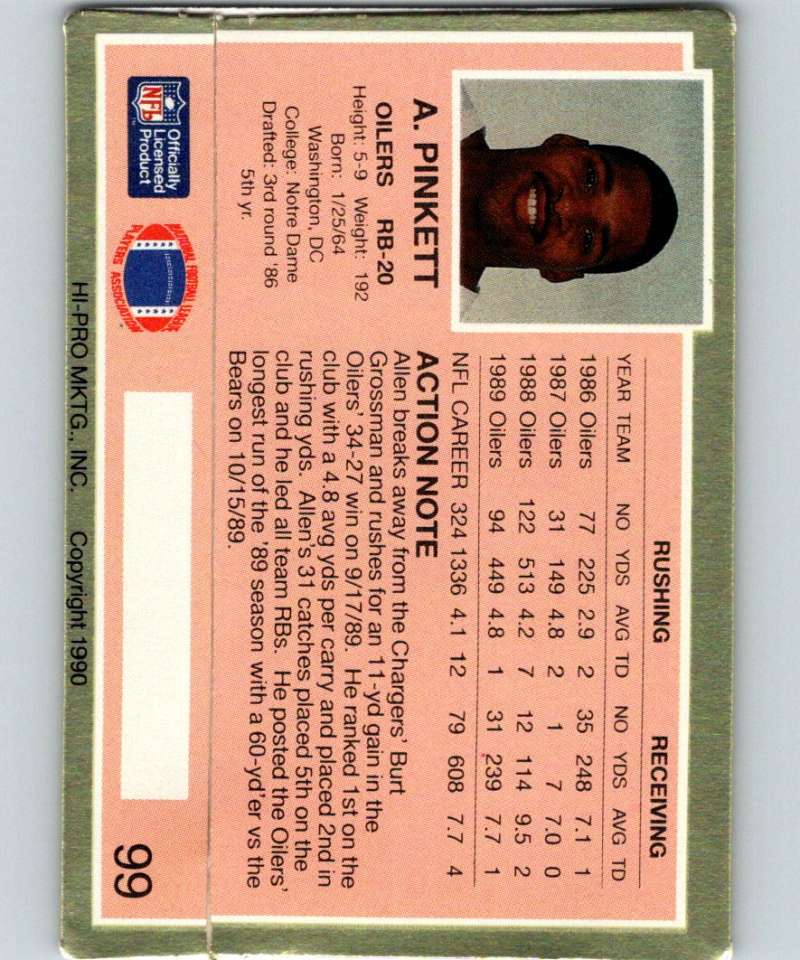 RUSHING RECEIVING
YEAR TEAM NO YDS AVG TD NO YDS AVG TD
1986 Oilers 77 225 2.9 2 35 248 7.1 1
1987 Oilers 31 149 4.8 2 1 7 7.0 0
1988 Oilers 122 513 4.2 7 12 114 9.5 2
1989 Oilers 94 449 4.8 1 31 239 7.7 1
NFL CAREER 324 1336 4.1 12 79 608 7.7 4
A. PINKETT
OILERS RB-20
Height: 5-9 Weight: 192
Born: 1/25/64
Washington, DC
College: Notre Dame
Drafted: 3rd round '86
5th yr.
ACTION NOTE
Allen breaks away from the Chargers' Burt
Grossman and rushes for an 11-yd gain in the
Oilers' 34-27 win on 9/17/89. He ranked 1st on the
club with a 4.8 avg yds per carry and placed 2nd in
rushing yds. Allen's 31 catches placed 5th on the
club and he led all team RBs. He posted the Oilers'
longest run of the '89 season with a 60-yd'er vs the
Bears on 10/15/89.
NFL
Officially
Licensed
Product
NATIONAL FOOTBALL LEAGUE
PLAYERS ASSOCIATION
99
HI-PRO MKTG., INC. Copyright 1990